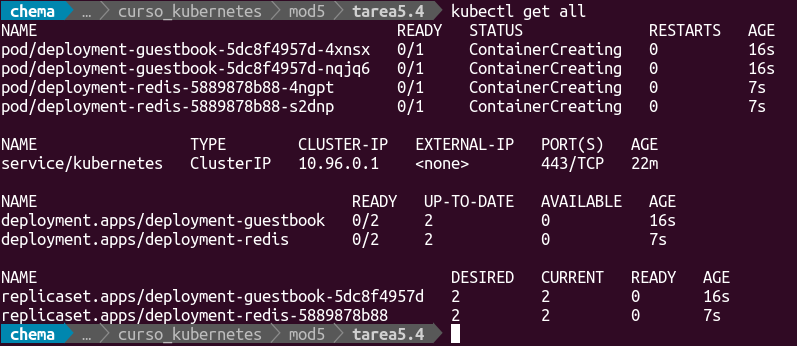 chema … curso_kubernetes mod5 tarea5.4 kubectl get all
NAME READY STATUS RESTARTS AGE
pod/deployment-guestbook-5dc8f4957d-4xnsx 0/1 ContainerCreating 0 16s
pod/deployment-guestbook-5dc8f4957d-nqjq6 0/1 ContainerCreating 0 16s
pod/deployment-redis-5889878b88-4ngpt 0/1 ContainerCreating 0 7s
pod/deployment-redis-5889878b88-s2dnp 0/1 ContainerCreating 0 7s
NAME TYPE CLUSTER-IP EXTERNAL-IP PORT(S) AGE
service/kubernetes ClusterIP 10.96.0.1 <none> 443/TCP 22m
NAME READY UP-TO-DATE AVAILABLE AGE
deployment.apps/deployment-guestbook 0/2 2 0 16s
deployment.apps/deployment-redis 0/2 2 0 7s
NAME DESIRED CURRENT READY AGE
replicaset.apps/deployment-guestbook-5dc8f4957d 2 2 0 16s
replicaset.apps/deployment-redis-5889878b88 2 2 0 7s
chema … curso_kubernetes mod5 tarea5.4